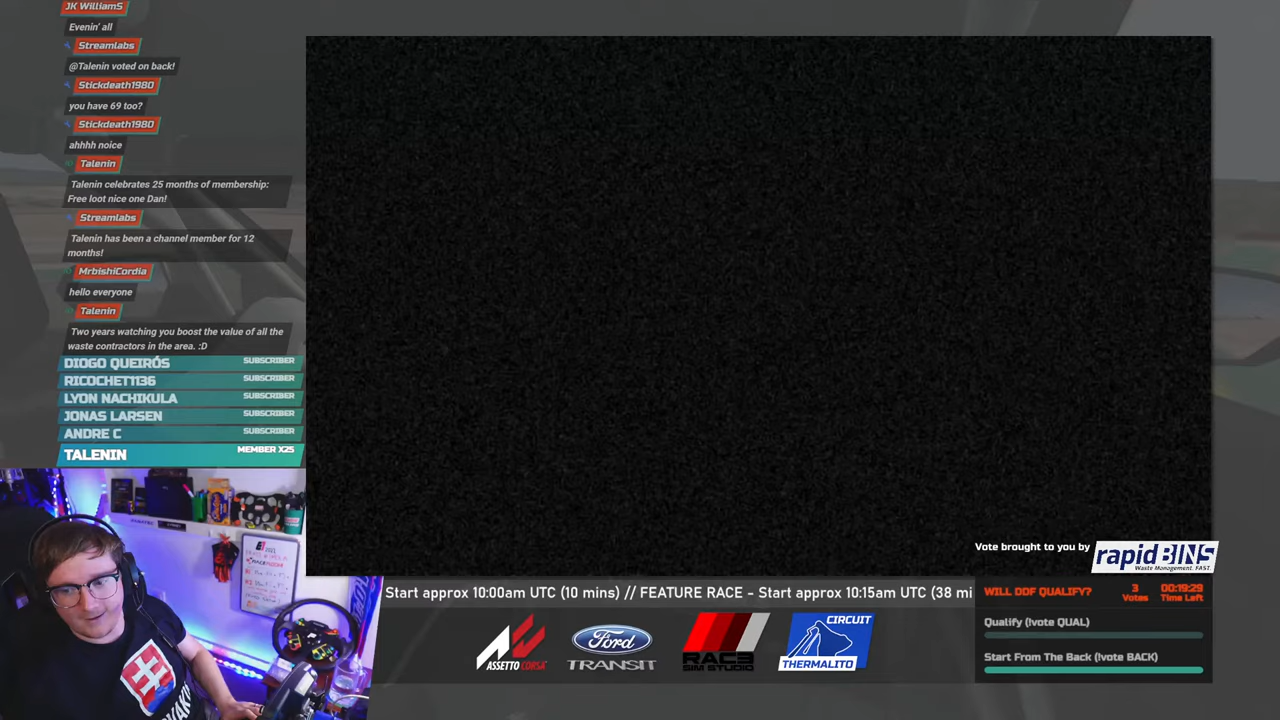 JK WilliamS
Evenin' all
Streamlabs
@Talenin voted on back!
Stickdeath1980
you have 69 too?
Stickdeath1980
ahhhh noice
Talenin
Talenin celebrates 25 months of membership:
Free loot nice one Dan!
Streamlabs
Talenin has been a channel member for 12
months!
MrbishiCordia
hello everyone
Talenin
Two years watching you boost the value of all the
waste contractors in the area. :D
DIOGO QUEIRÓS SUBSCRIBER
RICOCHET1136 SUBSCRIBER
LYON NACHIKULA SUBSCRIBER
JONAS LARSEN SUBSCRIBER
ANDRE C SUBSCRIBER
TALENIN MEMBER X25
Vote brought to you by
rapid BINS
Waste Management. FAST.
Start approx 10:00am UTC (10 mins) // FEATURE RACE - Start approx 10:15am UTC (38 mi
WILL DDF QUALIFY? 3 Votes 00:19:29 Time Left
Qualify (!vote QUAL)
Start From The Back (!vote BACK)
ASSETTO CORSA
Ford
TRANSIT
RAC3
SIM STUDIO
CIRCUIT
THERMALITO